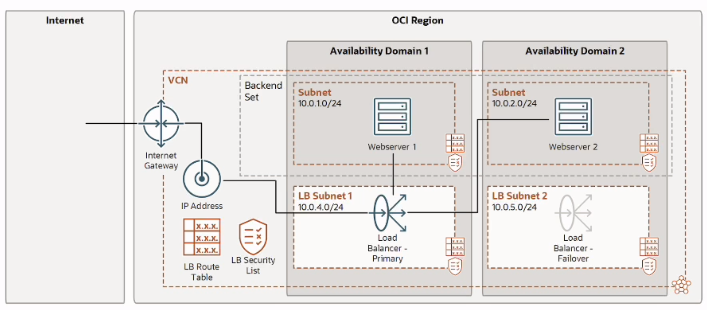 Internet
OCI Region
Availability Domain 1
Availability Domain 2
VCN
Backend
Set
Subnet
10.0.1.0/24
Webserver 1
Subnet
10.0.2.0/24
Webserver 2
Internet
Gateway
IP Address
LB Route
Table
LB Security
List
LB Subnet 1
10.0.4.0/24
Load
Balancer -
Primary
LB Subnet 2
10.0.5.0/24
Load
Balancer -
Failover
X.X.X.
X.X.X.
X.X.X.